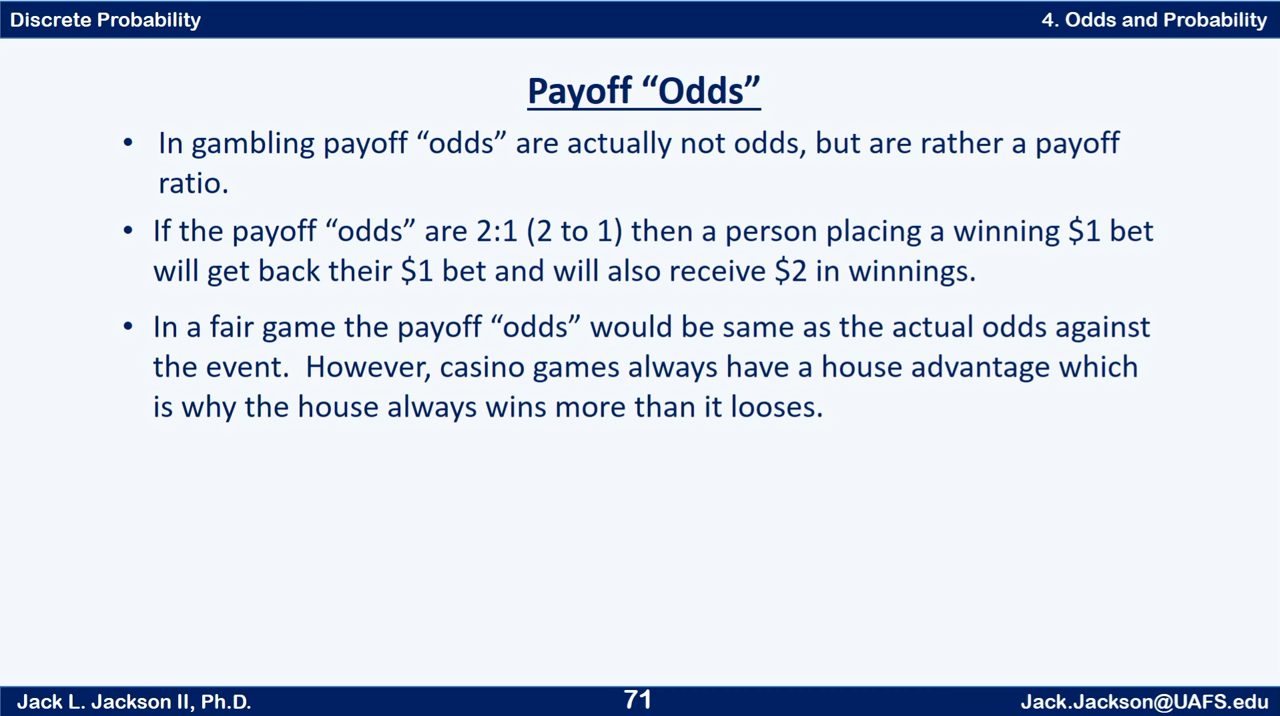 Discrete Probability
4. Odds and Probability
Payoff “Odds”
• In gambling payoff “odds” are actually not odds, but are rather a payoff
ratio.
• If the payoff “odds” are 2:1 (2 to 1) then a person placing a winning $1 bet
will get back their $1 bet and will also receive $2 in winnings.
• In a fair game the payoff “odds” would be same as the actual odds against
the event.  However, casino games always have a house advantage which
is why the house always wins more than it looses.
Jack L. Jackson II, Ph.D.
71
Jack.Jackson@UAFS.edu